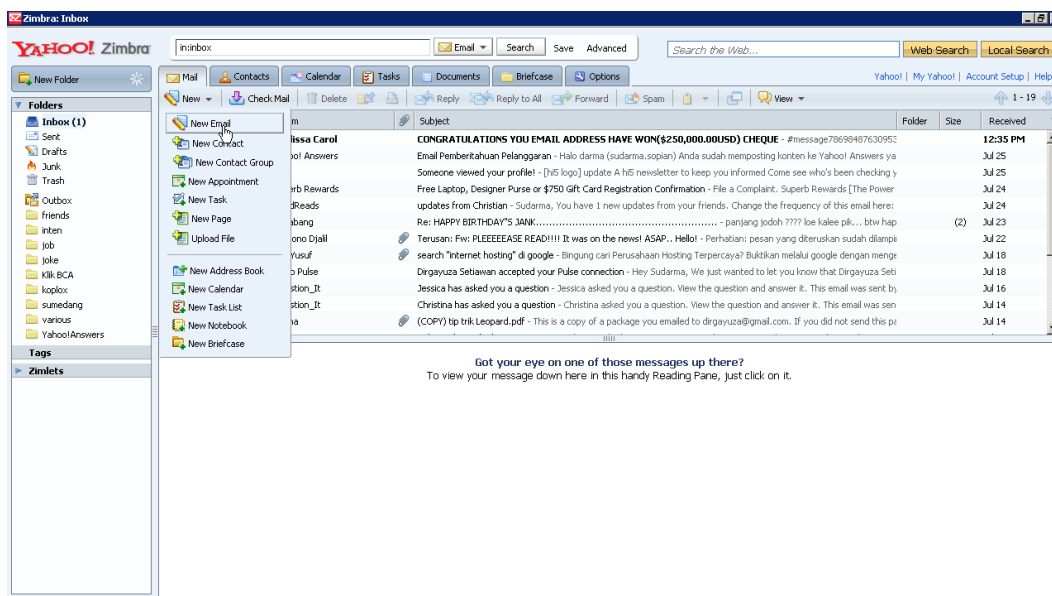 Zimbra: Inbox
YAHOO! Zimbra
in:inbox
Email
Search
Save
Advanced
Search the Web...
Web Search
Local Search
New Folder
Mail
Contacts
Calendar
Tasks
Documents
Briefcase
Options
Yahoo! | My Yahoo! | Account Setup | Help
New
Check Mail
Delete
Reply
Reply to All
Forward
Spam
View
1 - 19
Folders
Inbox (1)
Sent
Drafts
Junk
Trash
Outbox
friends
inten
job
joke
Klik BCA
koplox
sumedang
various
Yahoo!Answers
Tags
Zimlets
New Email
New Contact
New Contact Group
New Appointment
New Task
New Page
Upload File
New Address Book
New Calendar
New Task List
New Notebook
New Briefcase
m Subject Folder Size Received
issa Carol CONGRATULATIONS YOU EMAIL ADDRESS HAVE WON($250,000.00USD) CHEQUE - #message78698487630953 12:35 PM
oo! Answers Email Pemberitahuan Pelanggaran - Halo darma (sudarma.sopian) Anda sudah memposting konten ke Yahoo! Answers ya Jul 25
Someone viewed your profile! - [hi5 logo] update A hi5 newsletter to keep you informed Come see who's been checking y Jul 25
erb Rewards Free Laptop, Designer Purse or $750 Gift Card Registration Confirmation - File a Complaint. Superb Rewards [The Power Jul 24
dReads updates from Christian - Sudarma, You have 1 new updates from your friends. Change the frequency of this email here: Jul 24
abang Re: HAPPY BIRTHDAY"S JANK................................................ - panjang jodoh ???? loe kalee pik... btw hap (2) Jul 23
ono Djalil Terusan: Fw: PLEEEEEASE READ!!!! It was on the news! ASAP.. Hello! - Perhatian: pesan yang diteruskan sudah dilampi Jul 22
Yusuf search "internet hosting" di google - Bingung cari Perusahaan Hosting Terpercaya? Buktikan melalui google dengan menge Jul 18
o Pulse Dirgayuza Setiawan accepted your Pulse connection - Hey Sudarma, We just wanted to let you know that Dirgayuza Seti Jul 18
stion_It Jessica has asked you a question - Jessica asked you a question. View the question and answer it. This email was sent by Jul 16
stion_It Christina has asked you a question - Christina asked you a question. View the question and answer it. This email was sen Jul 14
na (COPY) tip trik Leopard.pdf - This is a copy of a package you emailed to dirgayuza@gmail.com. If you did not send this pa Jul 14
Got your eye on one of those messages up there?
To view your message down here in this handy Reading Pane, just click on it.